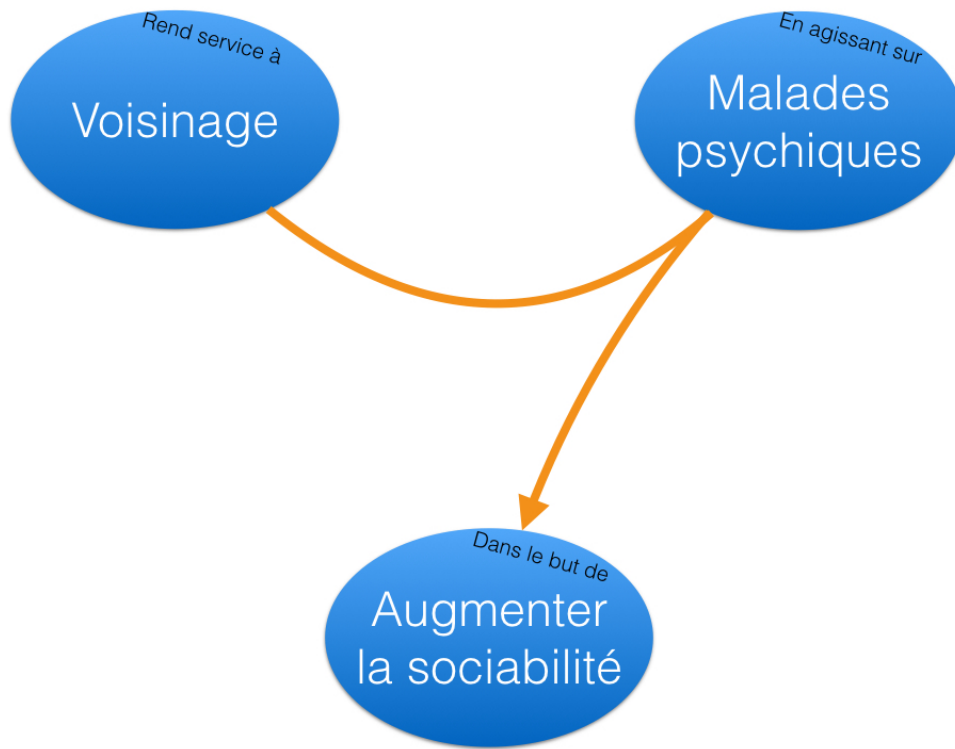 Rend service à
Voisinage
En agissant sur
Malades
psychiques
Dans le but de
Augmenter
la sociabilité